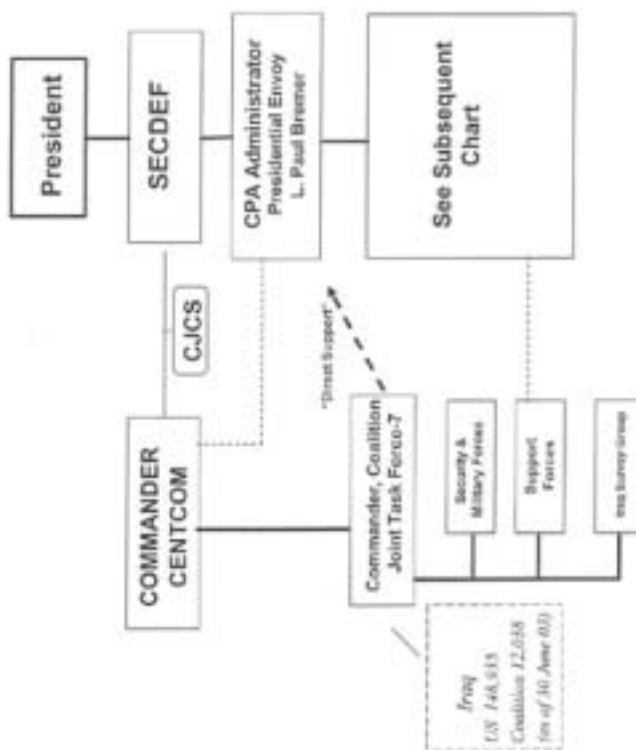 President
SECDEF
CJCS
COMMANDER
CENTCOM
CPA Administrator
Presidential Envoy
L. Paul Bremer
"Direct Support"
Commander, Coalition
Joint Task Force-7
See Subsequent
Chart
Security &
Military Forces
Support
Forces
Iraq Survey Group
Iraq
US
Coalition 12,038
(as of 30 June 03)